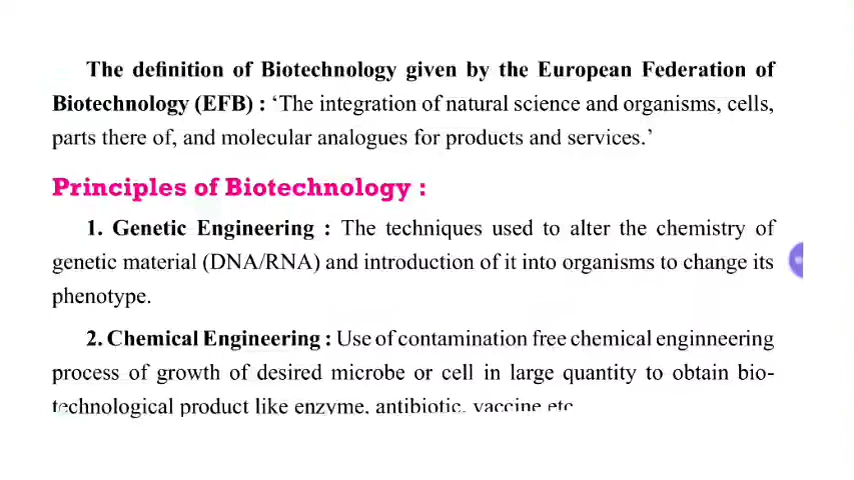 The definition of Biotechnology given by the European Federation of
Biotechnology (EFB) : ‘The integration of natural science and organisms, cells,
parts there of, and molecular analogues for products and services.’
Principles of Biotechnology :
1. Genetic Engineering : The techniques used to alter the chemistry of
genetic material (DNA/RNA) and introduction of it into organisms to change its
phenotype.
2. Chemical Engineering : Use of contamination free chemical enginneering
process of growth of desired microbe or cell in large quantity to obtain bio-
technological product like enzyme, antibiotic, vaccine etc